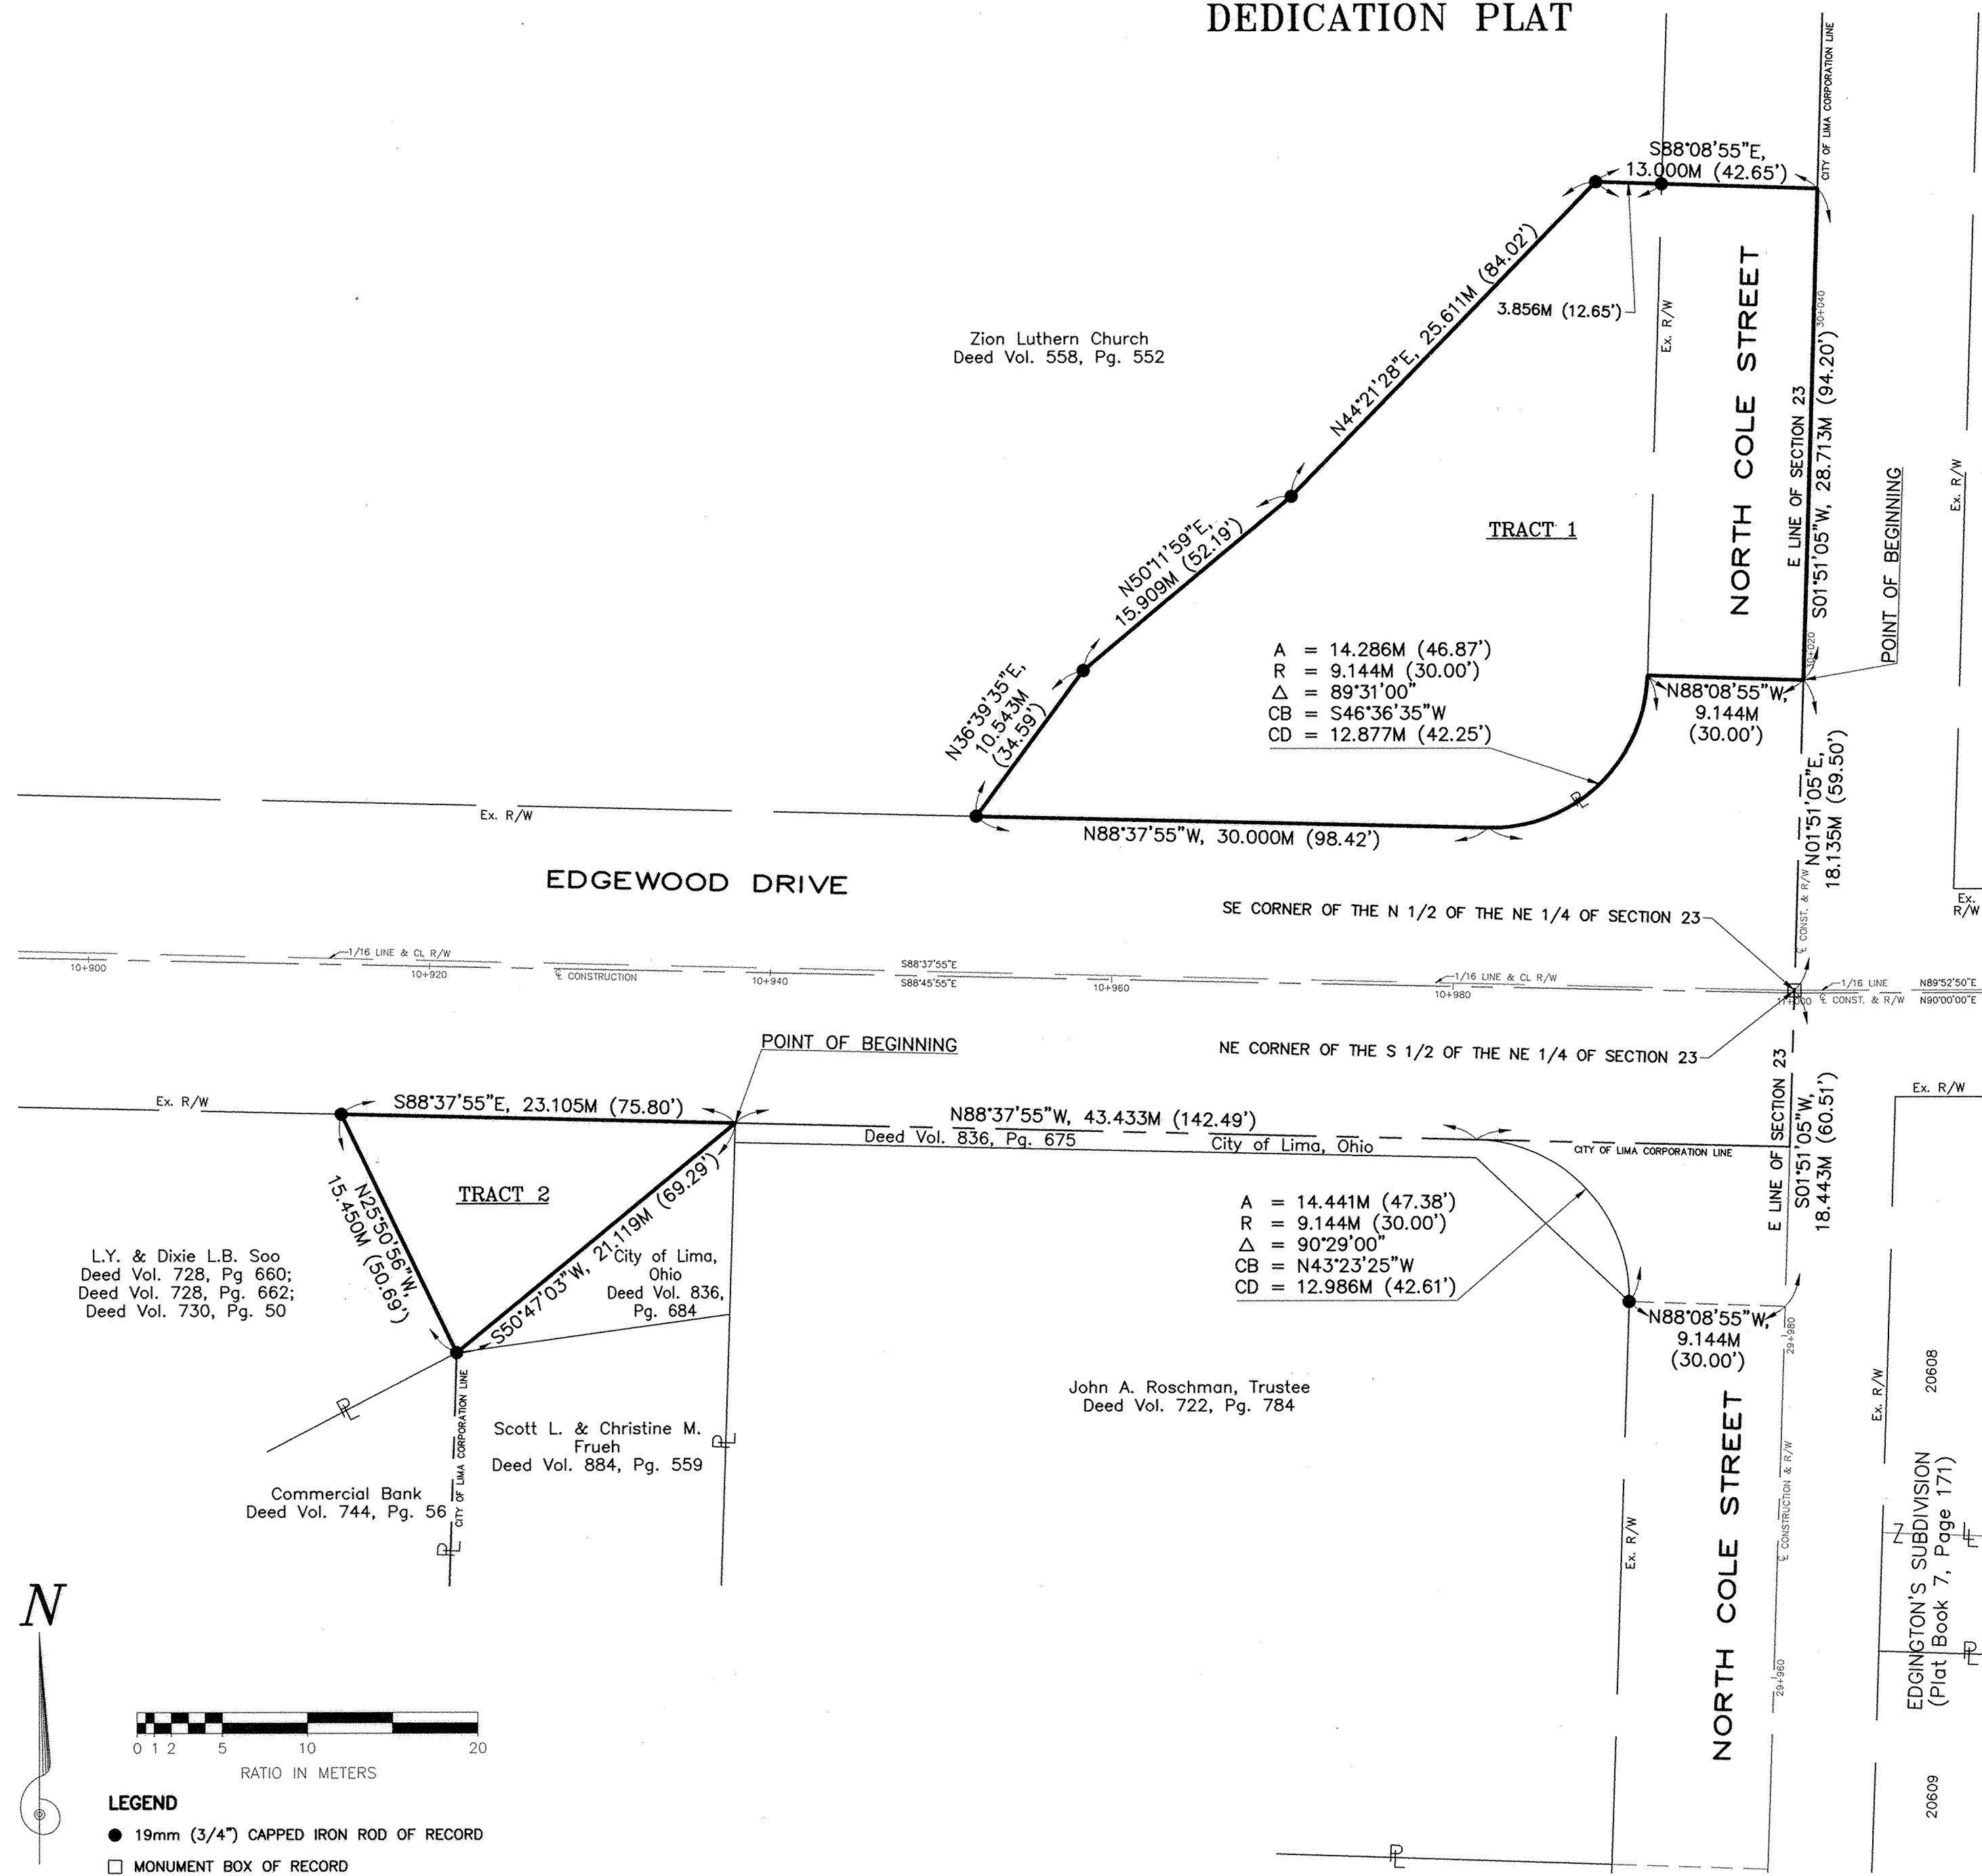 DEDICATION PLAT
CITY OF LIMA CORPORATION LINE
S88°08'55"E,
13.000M (42.65')
N44°21'28"E, 25.611M (84.02')
3.856M (12.65')
Ex. R/W
NORTH COLE STREET
30+040
E LINE OF SECTION 23
S01°51'05"W, 28.713M (94.20')
Ex. R/W
Zion Luthern Church
Deed Vol. 558, Pg. 552
TRACT 1
POINT OF BEGINNING
N50°11'59"E,
15.909M (52.19')
30+020
A = 14.286M (46.87')
R = 9.144M (30.00')
Δ = 89°31'00"
CB = S46°36'35"W
CD = 12.877M (42.25')
N88°08'55"W,
9.144M
(30.00')
N36°39'35"E,
10.543M
(34.59')
PL
N01°51'05"E,
18.135M (59.50')
Ex. R/W
N88°37'55"W, 30.000M (98.42')
EDGEWOOD DRIVE
Ex.
R/W
SE CORNER OF THE N 1/2 OF THE NE 1/4 OF SECTION 23
℄ CONST. & R/W
1/16 LINE & CL R/W
10+900
10+920
℄ CONSTRUCTION
10+940
S88°37'55"E
S88°45'55"E
10+960
1/16 LINE & CL R/W
10+980
11+000
1/16 LINE
N89°52'50"E
℄ CONST. & R/W
N90°00'00"E
POINT OF BEGINNING
NE CORNER OF THE S 1/2 OF THE NE 1/4 OF SECTION 23
Ex. R/W
S88°37'55"E, 23.105M (75.80')
N88°37'55"W, 43.433M (142.49')
Deed Vol. 836, Pg. 675
City of Lima, Ohio
CITY OF LIMA CORPORATION LINE
E LINE OF SECTION 23
S01°51'05"W,
18.443M (60.51')
Ex. R/W
TRACT 2
N25°50'56"W,
15.450M (50.69')
S50°47'03"W, 21.119M (69.29')
A = 14.441M (47.38')
R = 9.144M (30.00')
Δ = 90°29'00"
CB = N43°23'25"W
CD = 12.986M (42.61')
L.Y. & Dixie L.B. Soo
Deed Vol. 728, Pg 660;
Deed Vol. 728, Pg. 662;
Deed Vol. 730, Pg. 50
City of Lima,
Ohio
Deed Vol. 836,
Pg. 684
N88°08'55"W,
9.144M
(30.00')
29+980
John A. Roschman, Trustee
Deed Vol. 722, Pg. 784
Ex. R/W
20608
PL
CITY OF LIMA CORPORATION LINE
Scott L. & Christine M.
Frueh
Deed Vol. 884, Pg. 559
PL
Commercial Bank
Deed Vol. 744, Pg. 56
PL
NORTH COLE STREET
℄ CONSTRUCTION & R/W
Ex. R/W
EDGINGTON'S SUBDIVISION
(Plat Book 7, Page 171)
PL
29+960
20609
N
0 1 2 5 10 20
RATIO IN METERS
LEGEND
19mm (3/4") CAPPED IRON ROD OF RECORD
MONUMENT BOX OF RECORD
PL